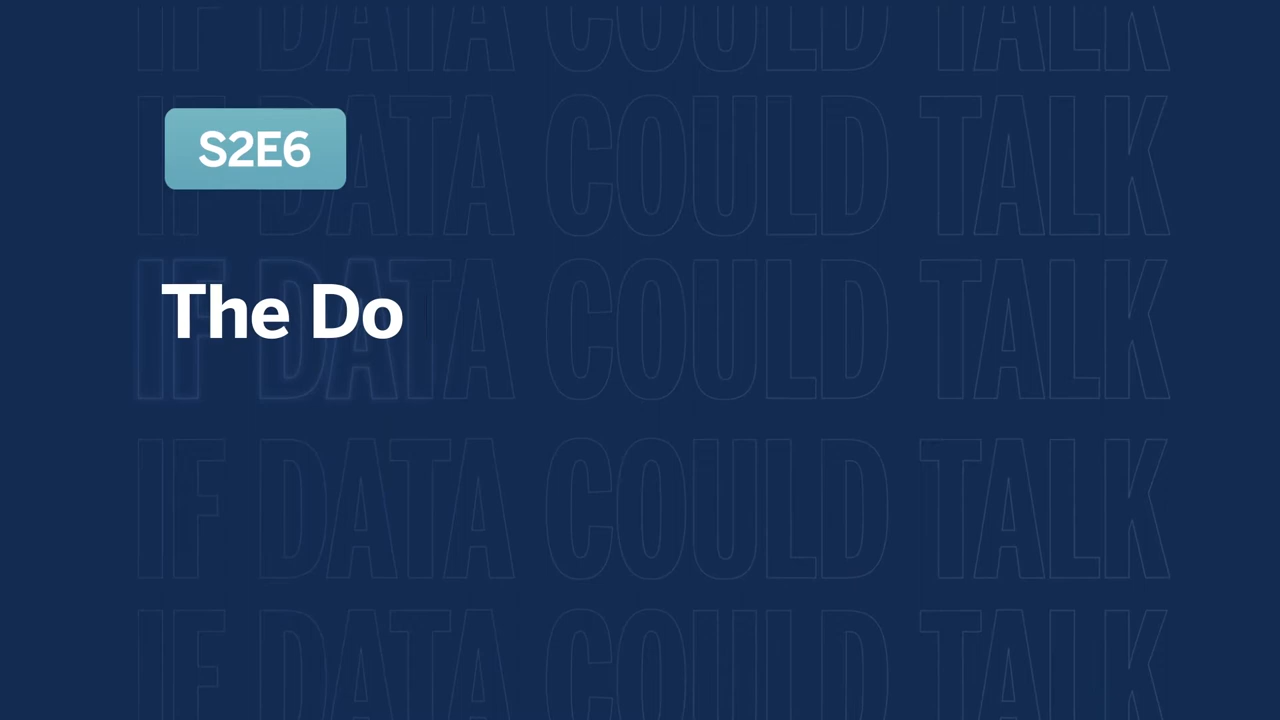 IF DATA COULD TALK
IF DATA COULD TALK
S2E6
IF DATA COULD TALK
The Do
IF DATA COULD TALK
IF DATA COULD TALK